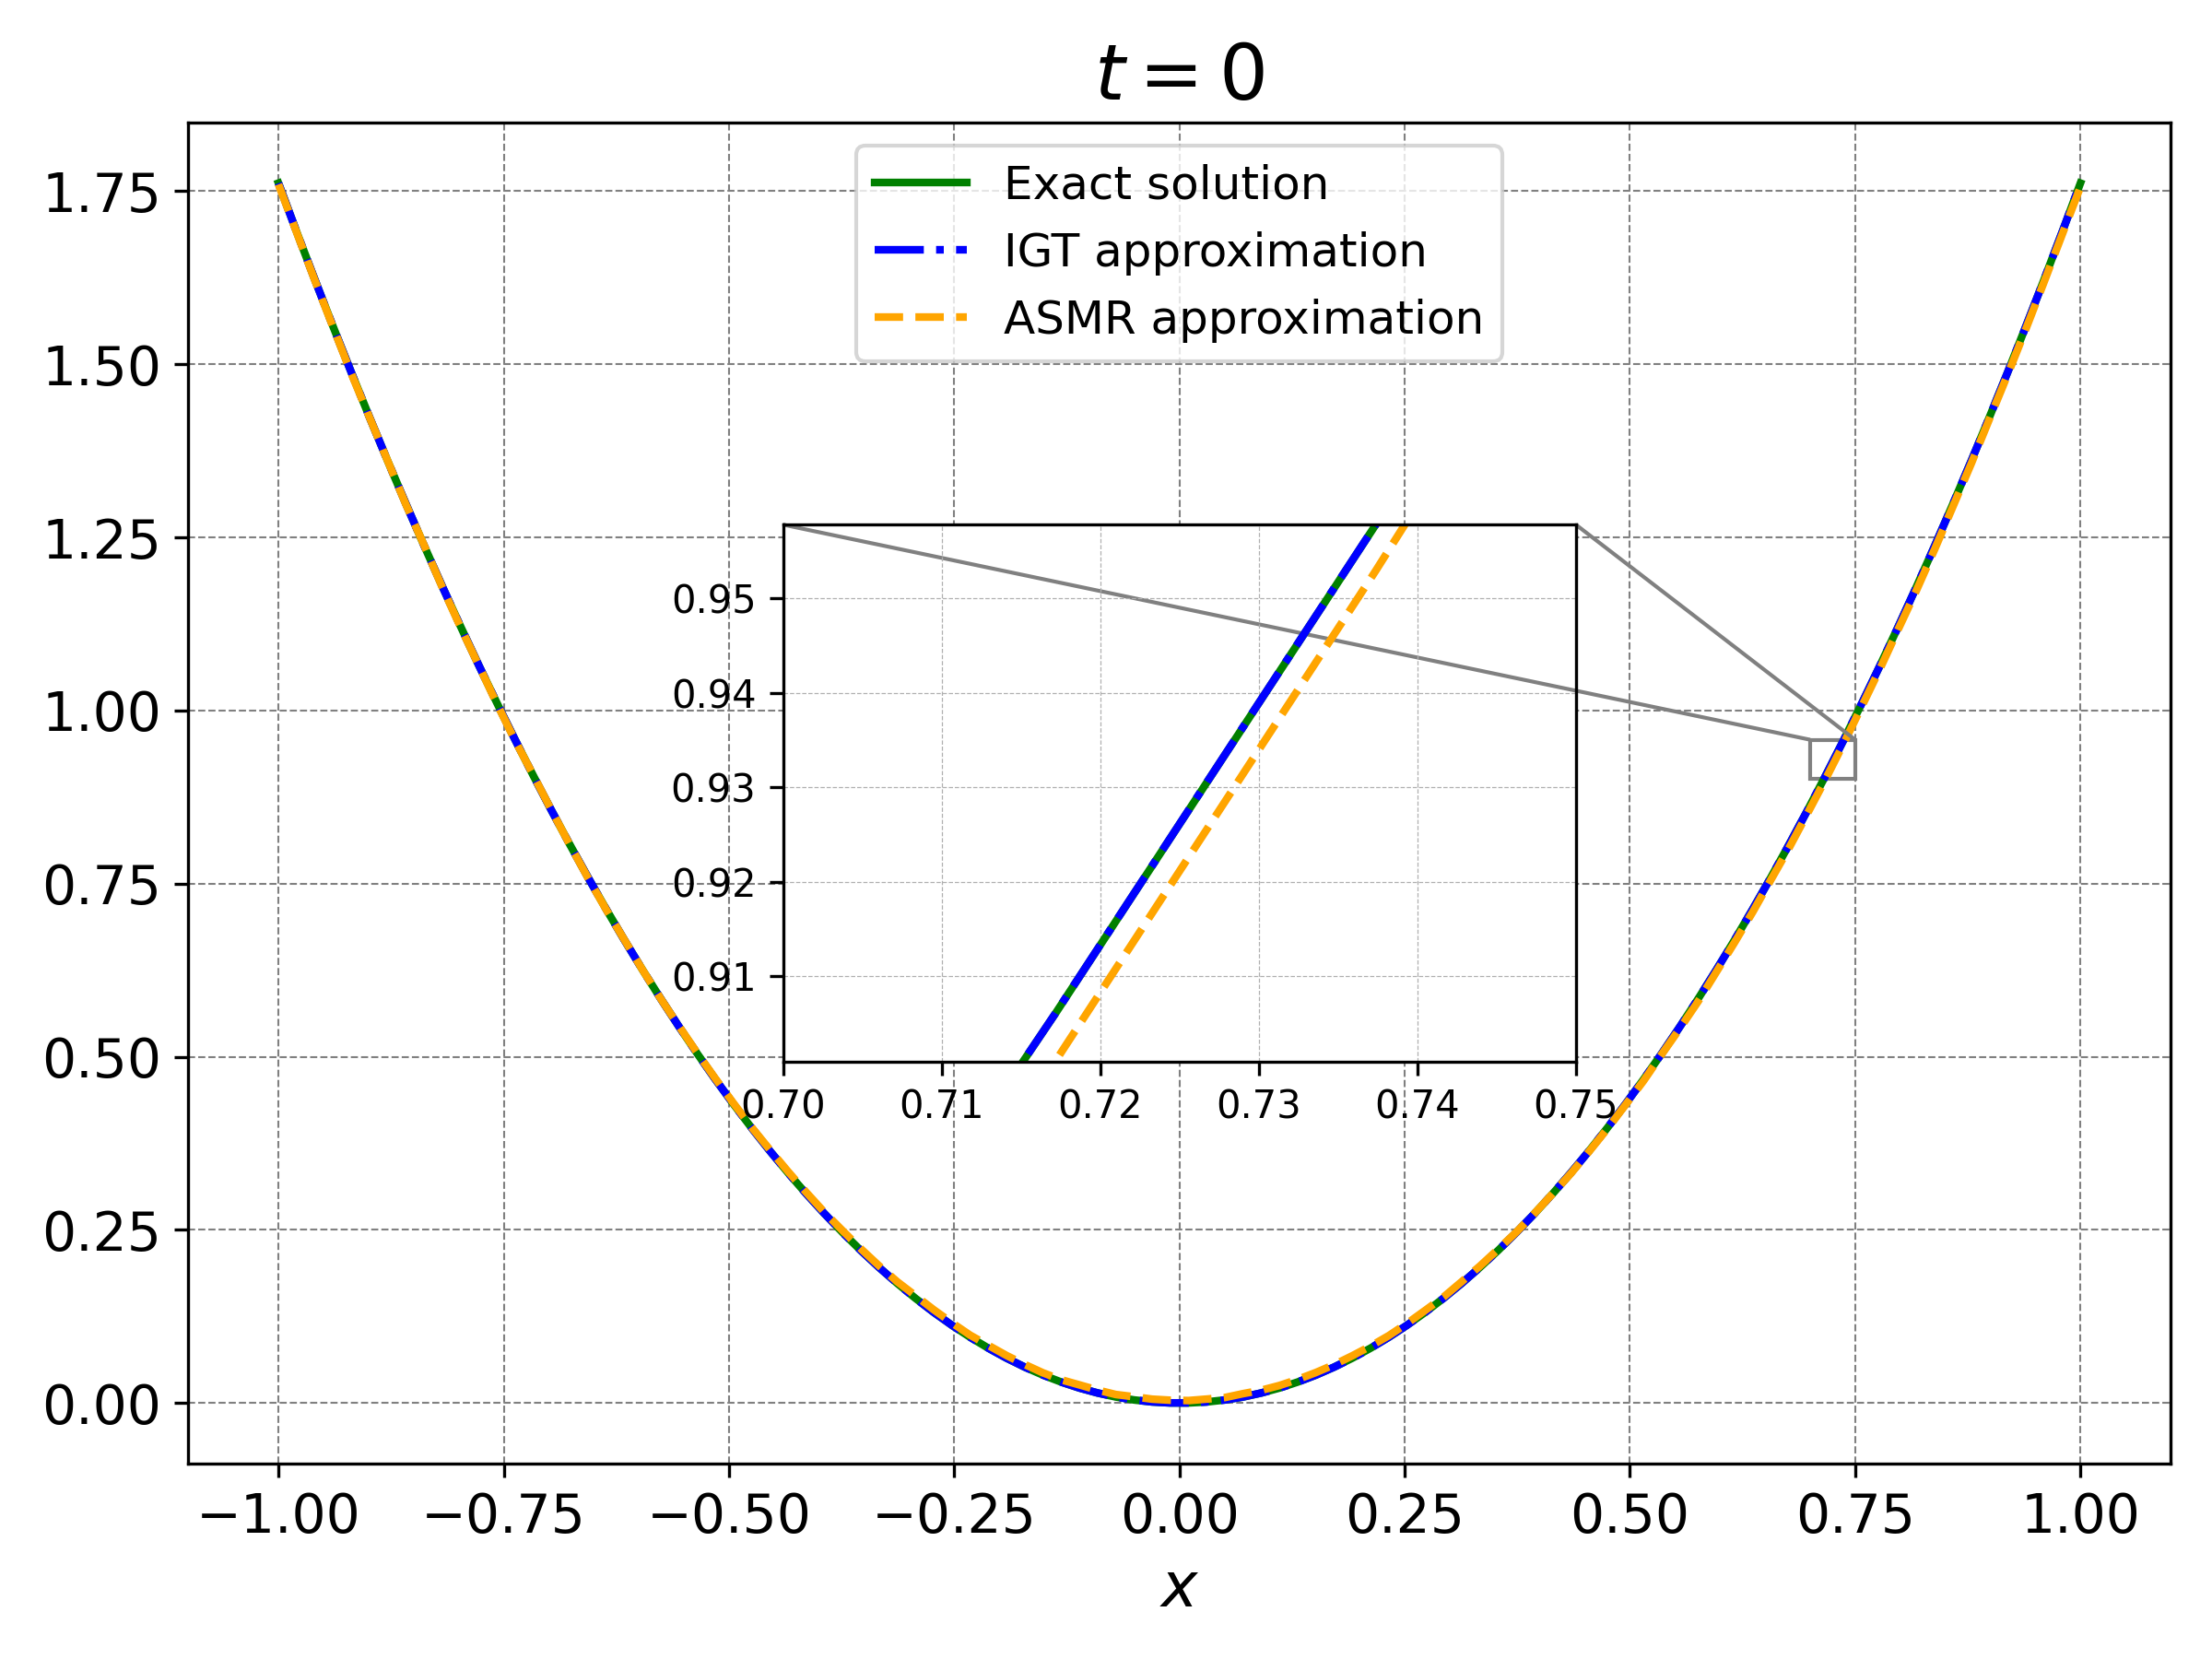 t = 0
Exact solution
IGT approximation
ASMR approximation
1.75
1.50
1.25
1.00
0.75
0.50
0.25
0.00
0.95
0.94
0.93
0.92
0.91
0.70 0.71 0.72 0.73 0.74 0.75
−1.00 −0.75 −0.50 −0.25 0.00 0.25 0.50 0.75 1.00
x